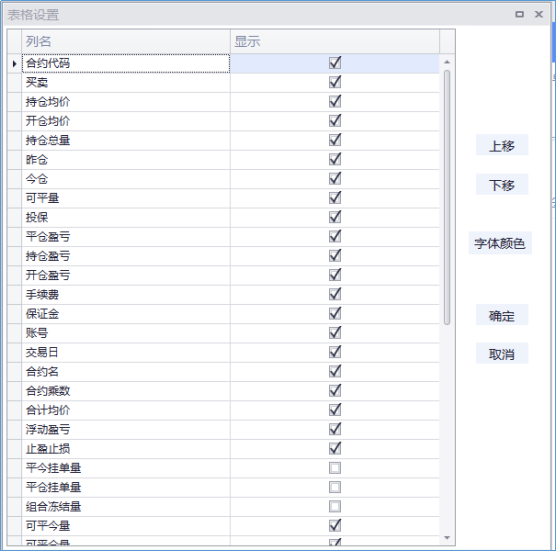 表格设置
列名 显示
合约代码
买卖
持仓均价
开仓均价
持仓总量
昨仓
今仓
可平量
投保
平仓盈亏
持仓盈亏
开仓盈亏
手续费
保证金
账号
交易日
合约名
合约乘数
合计均价
浮动盈亏
止盈止损
平今挂单量
平仓挂单量
组合冻结量
可平今量
上移
下移
字体颜色
确定
取消